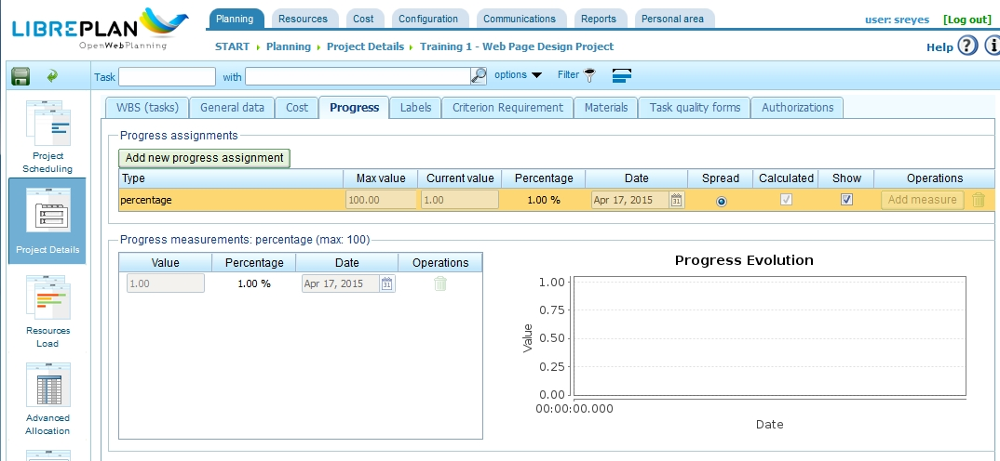 LIBREPLAN
OpenWebPlanning
Planning Resources Cost Configuration Communications Reports Personal area
user: sreyes [Log out]
START Planning Project Details Training 1 - Web Page Design Project
Help ? i
Task with options Filter
WBS (tasks) General data Cost Progress Labels Criterion Requirement Materials Task quality forms Authorizations
Project
Scheduling
Project Details
Resources
Load
Advanced
Allocation
Progress assignments
Add new progress assignment
Type Max value Current value Percentage Date Spread Calculated Show Operations
percentage 100.00 1.00 1.00 % Apr 17, 2015 31 Add measure
Progress measurements: percentage (max: 100)
Value Percentage Date Operations
1.00 1.00 % Apr 17, 2015 31
Progress Evolution
1.00
0.75
0.50
0.25
0.00
Value
00:00:00.000
Date